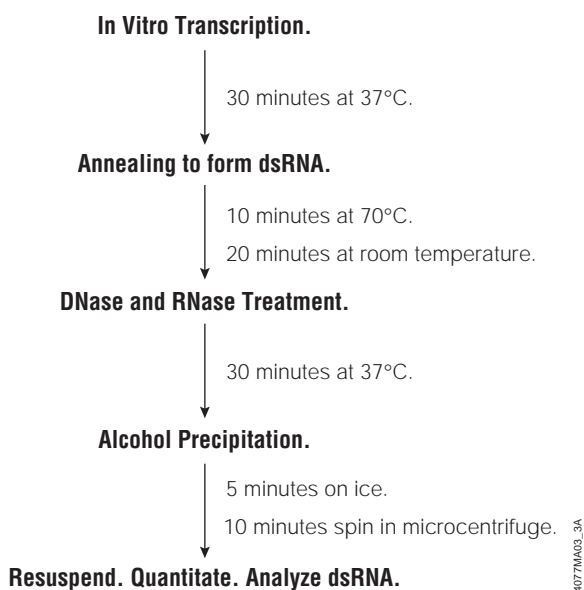 In Vitro Transcription.
30 minutes at 37°C.
Annealing to form dsRNA.
10 minutes at 70°C.
20 minutes at room temperature.
DNase and RNase Treatment.
30 minutes at 37°C.
Alcohol Precipitation.
5 minutes on ice.
10 minutes spin in microcentrifuge.
Resuspend. Quantitate. Analyze dsRNA.
4077MA03_3A